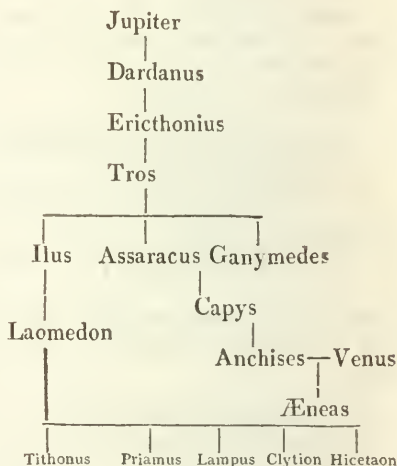 Jupiter
Dardanus
Ericthonius
Tros
Ilus Assaracus Ganymedes
Capys
Laomedon
Anchises—Venus
Æneas
Tithonus Priamus Lampus Clytion Hicetaon